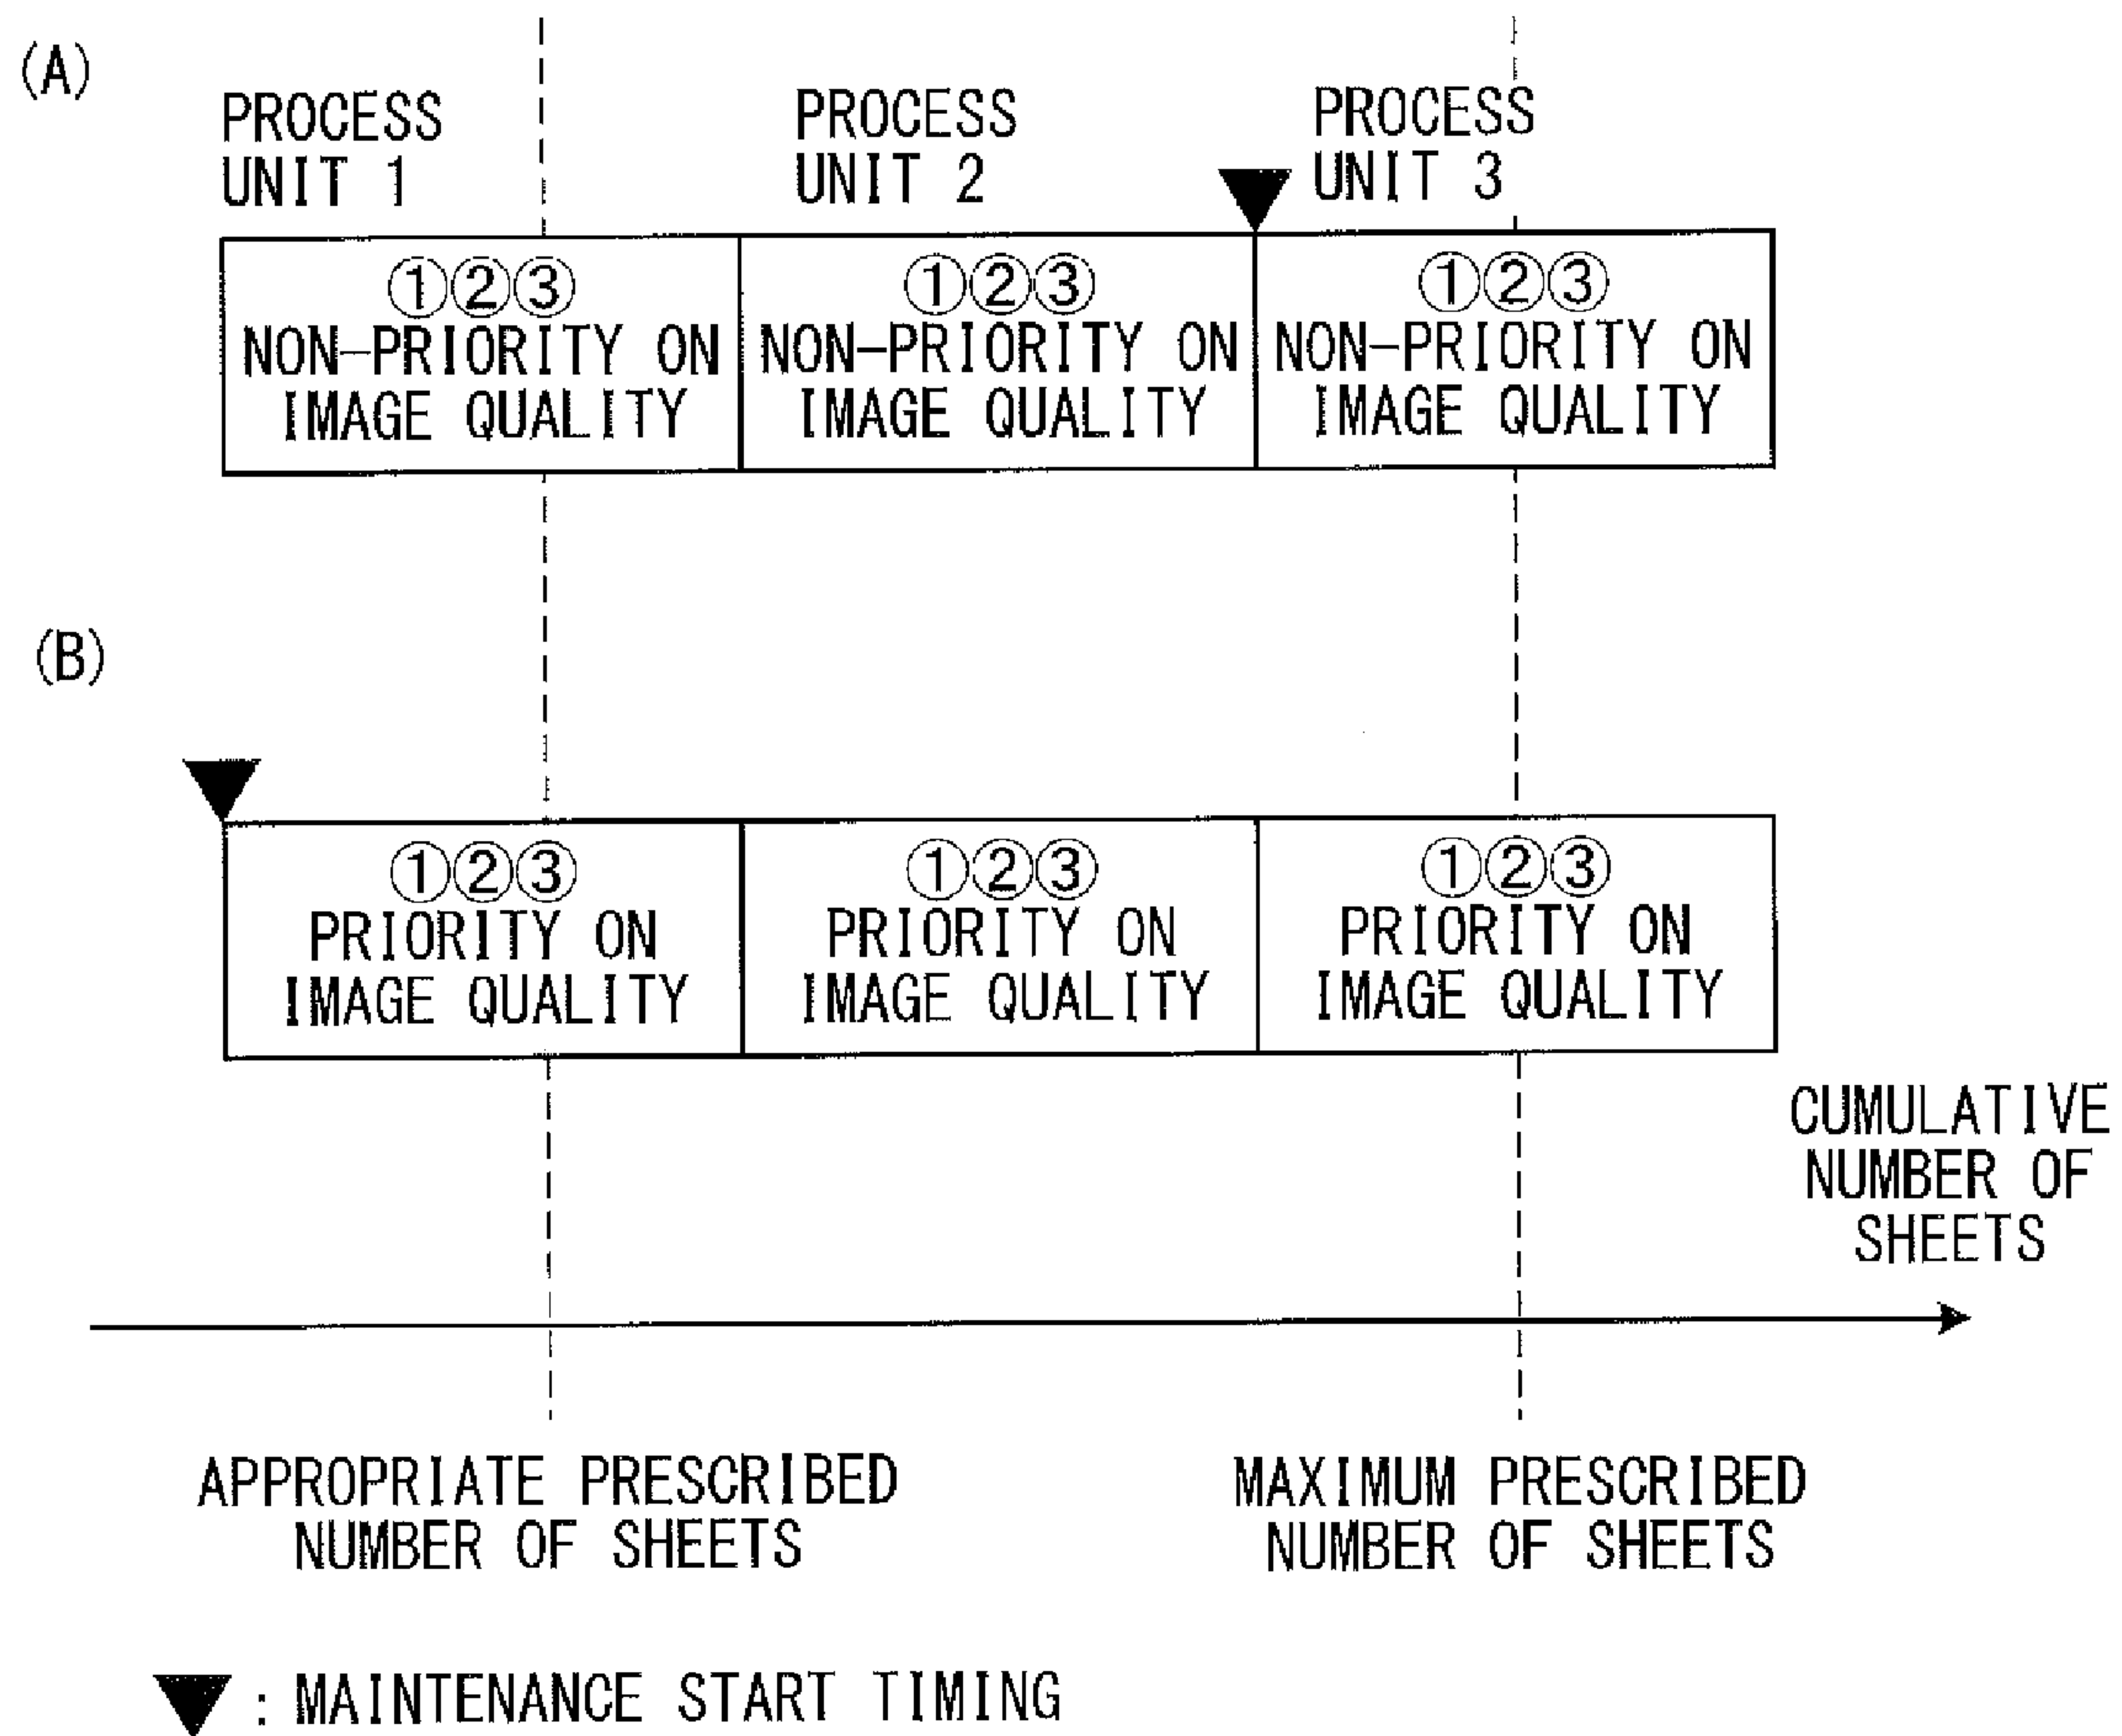 (A)
PROCESS
UNIT 1
PROCESS
UNIT 2
PROCESS
UNIT 3
①②③
NON-PRIORITY ON
IMAGE QUALITY
①②③
NON-PRIORITY ON
IMAGE QUALITY
①②③
NON-PRIORITY ON
IMAGE QUALITY
(B)
①②③
PRIORITY ON
IMAGE QUALITY
①②③
PRIORITY ON
IMAGE QUALITY
①②③
PRIORITY ON
IMAGE QUALITY
CUMULATIVE
NUMBER OF
SHEETS
APPROPRIATE PRESCRIBED
NUMBER OF SHEETS
MAXIMUM PRESCRIBED
NUMBER OF SHEETS
▼ : MAINTENANCE START TIMING